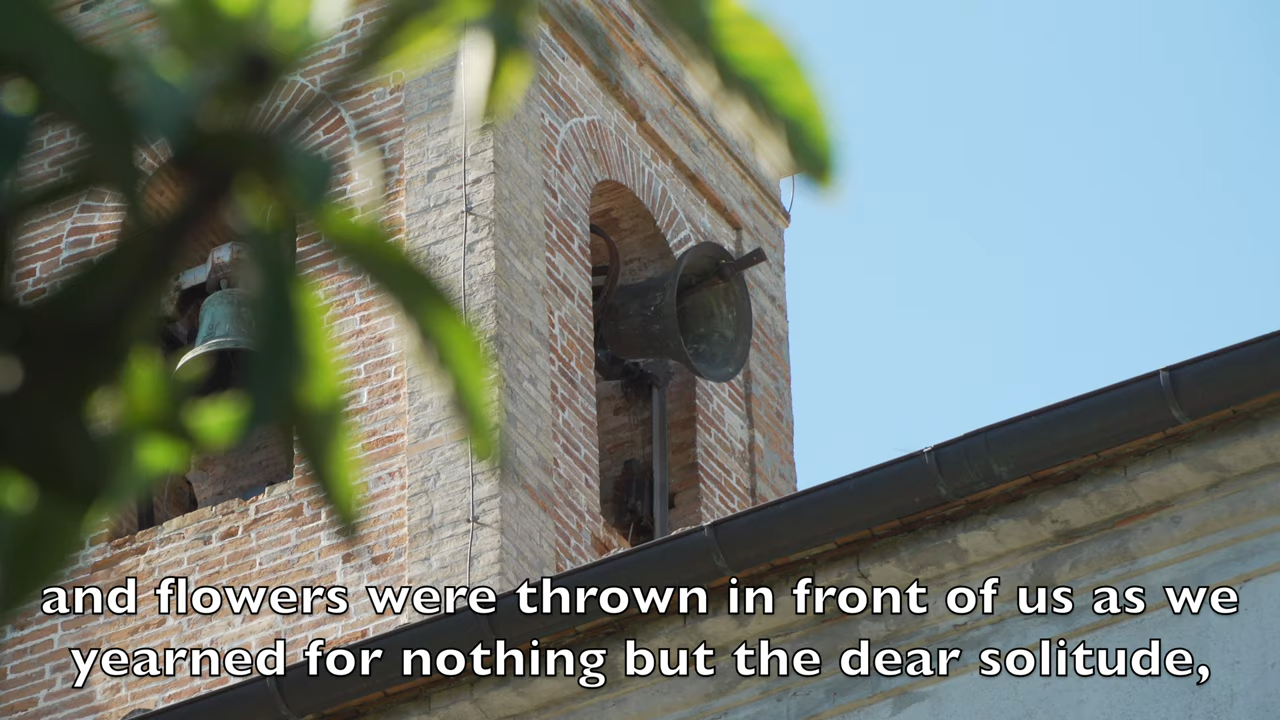 and flowers were thrown in front of us as we
yearned for nothing but the dear solitude,